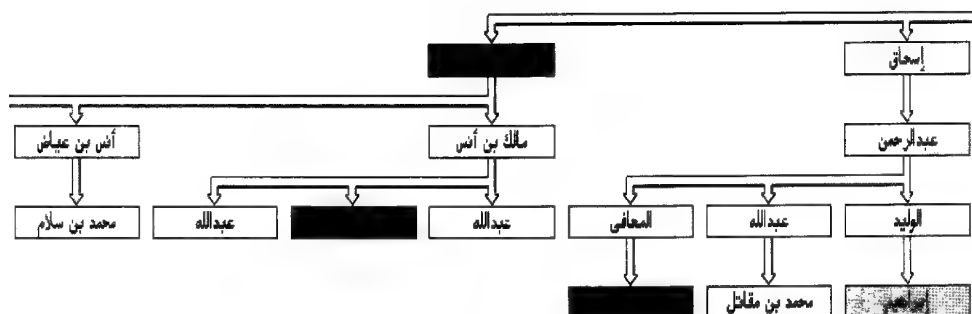 إسحاق
أنس بن عياض
مالك بن أنس
عبدالرحمن
محمد بن سلام
عبدالله
عبدالله
المعافى
عبدالله
الوليد
محمد بن مقاتل
إبراهيم